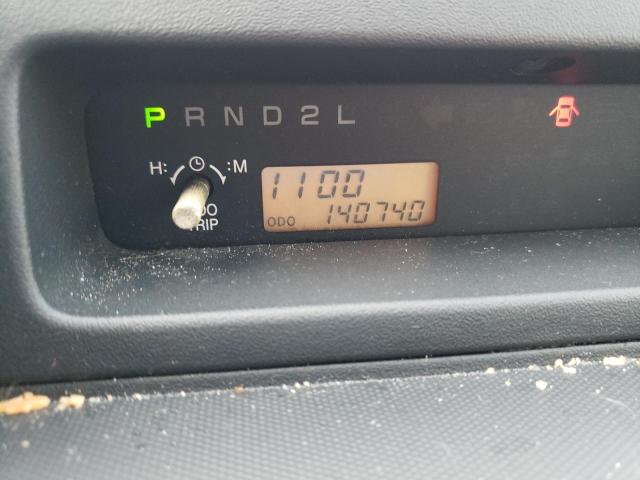 P R N D 2 L
H: :M
1100
ODO
TRIP
ODO 140740